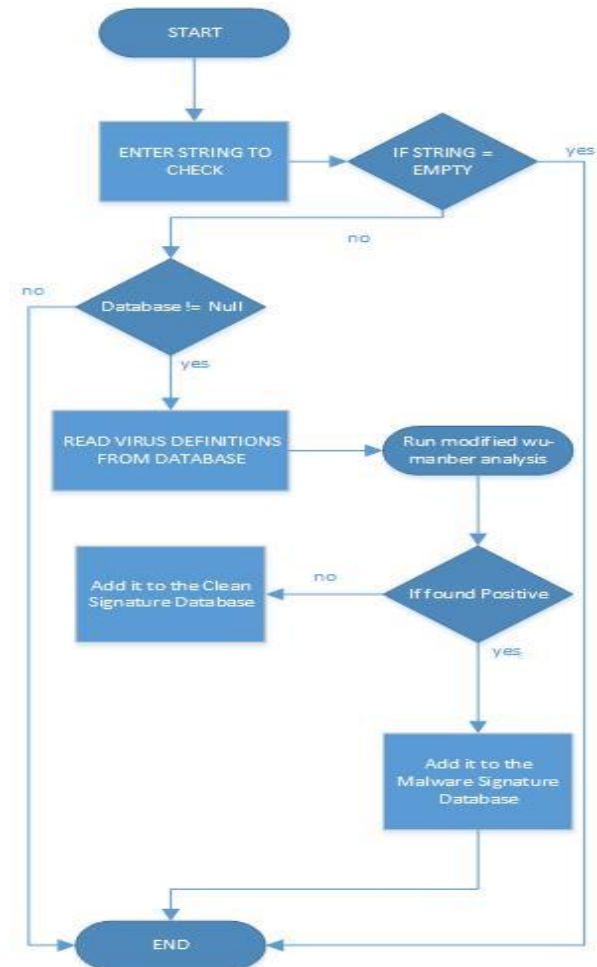 START
ENTER STRING TO
CHECK
IF STRING =
EMPTY
yes
no
no
Database != Null
yes
READ VIRUS DEFINITIONS
FROM DATABASE
Run modified wu-
manber analysis
Add it to the Clean
Signature Database
no
If found Positive
yes
Add it to the
Malware Signature
Database
END